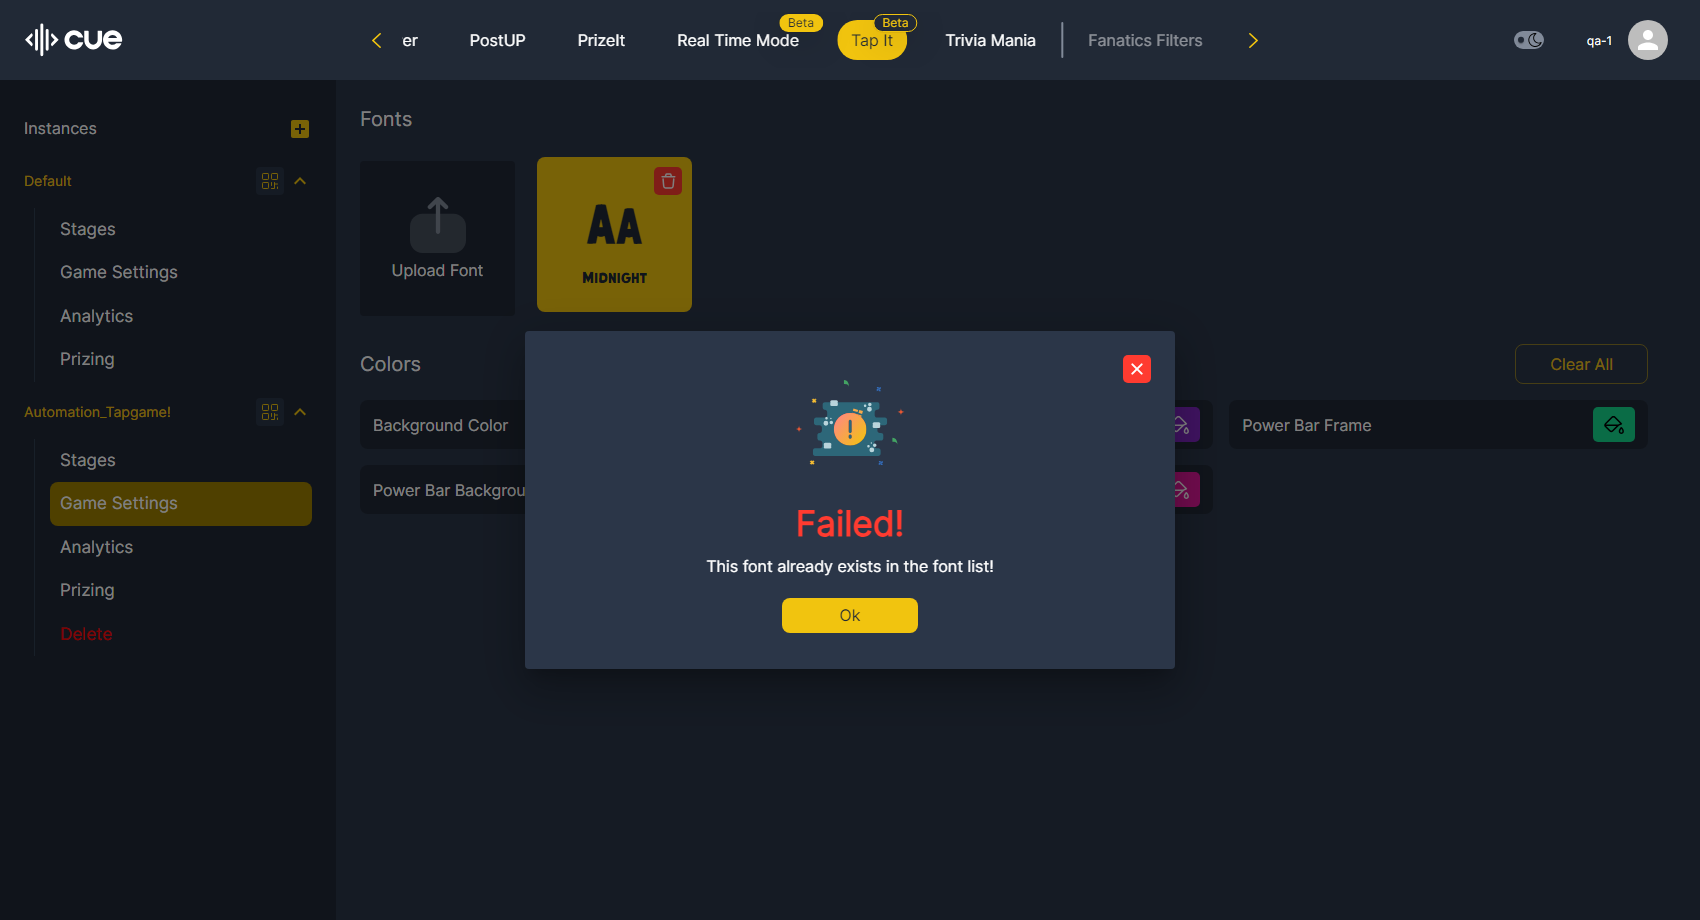 cue
er
PostUP
PrizeIt
Real Time Mode
Beta
Tap It
Beta
Trivia Mania
Fanatics Filters
qa-1
Instances
Default
Stages
Game Settings
Analytics
Prizing
Automation_Tapgame!
Stages
Game Settings
Analytics
Prizing
Delete
Fonts
Upload Font
AA
MIDNIGHT
Colors
Clear All
Background Color
Power Bar Frame
Power Bar Backgrou
Failed!
This font already exists in the font list!
Ok